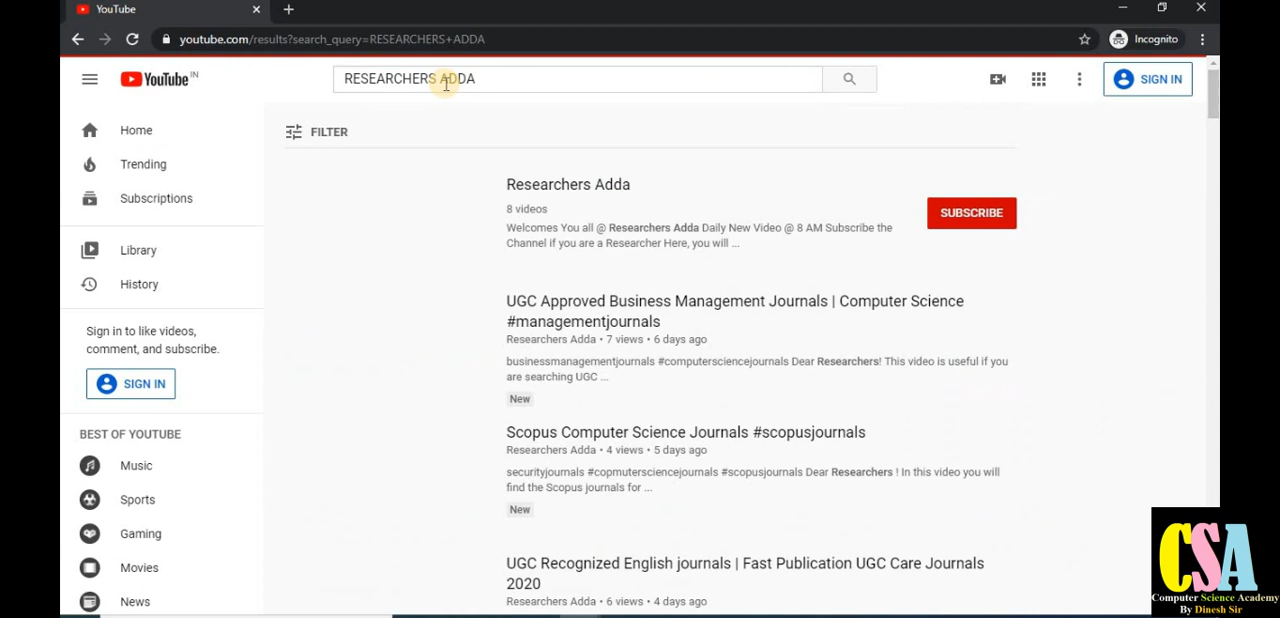 YouTube
youtube.com/results?search_query=RESEARCHERS+ADDA
Incognito
YouTube IN
RESEARCHERS ADDA
SIGN IN
Home
Trending
Subscriptions
Library
History
Sign in to like videos,
comment, and subscribe.
SIGN IN
BEST OF YOUTUBE
Music
Sports
Gaming
Movies
News
FILTER
Researchers Adda
8 videos
Welcomes You all @ Researchers Adda Daily New Video @ 8 AM Subscribe the
Channel if you are a Researcher Here, you will ...
SUBSCRIBE
UGC Approved Business Management Journals | Computer Science
#managementjournals
Researchers Adda • 7 views • 6 days ago
businessmanagementjournals #computersciencejournals Dear Researchers! This video is useful if you
are searching UGC ...
New
Scopus Computer Science Journals #scopusjournals
Researchers Adda • 4 views • 5 days ago
securityjournals #copmutersciencejournals #scopusjournals Dear Researchers ! In this video you will
find the Scopus journals for ...
New
UGC Recognized English journals | Fast Publication UGC Care Journals
2020
Researchers Adda • 6 views • 4 days ago
CSA
Computer Science Academy
By Dinesh Sir